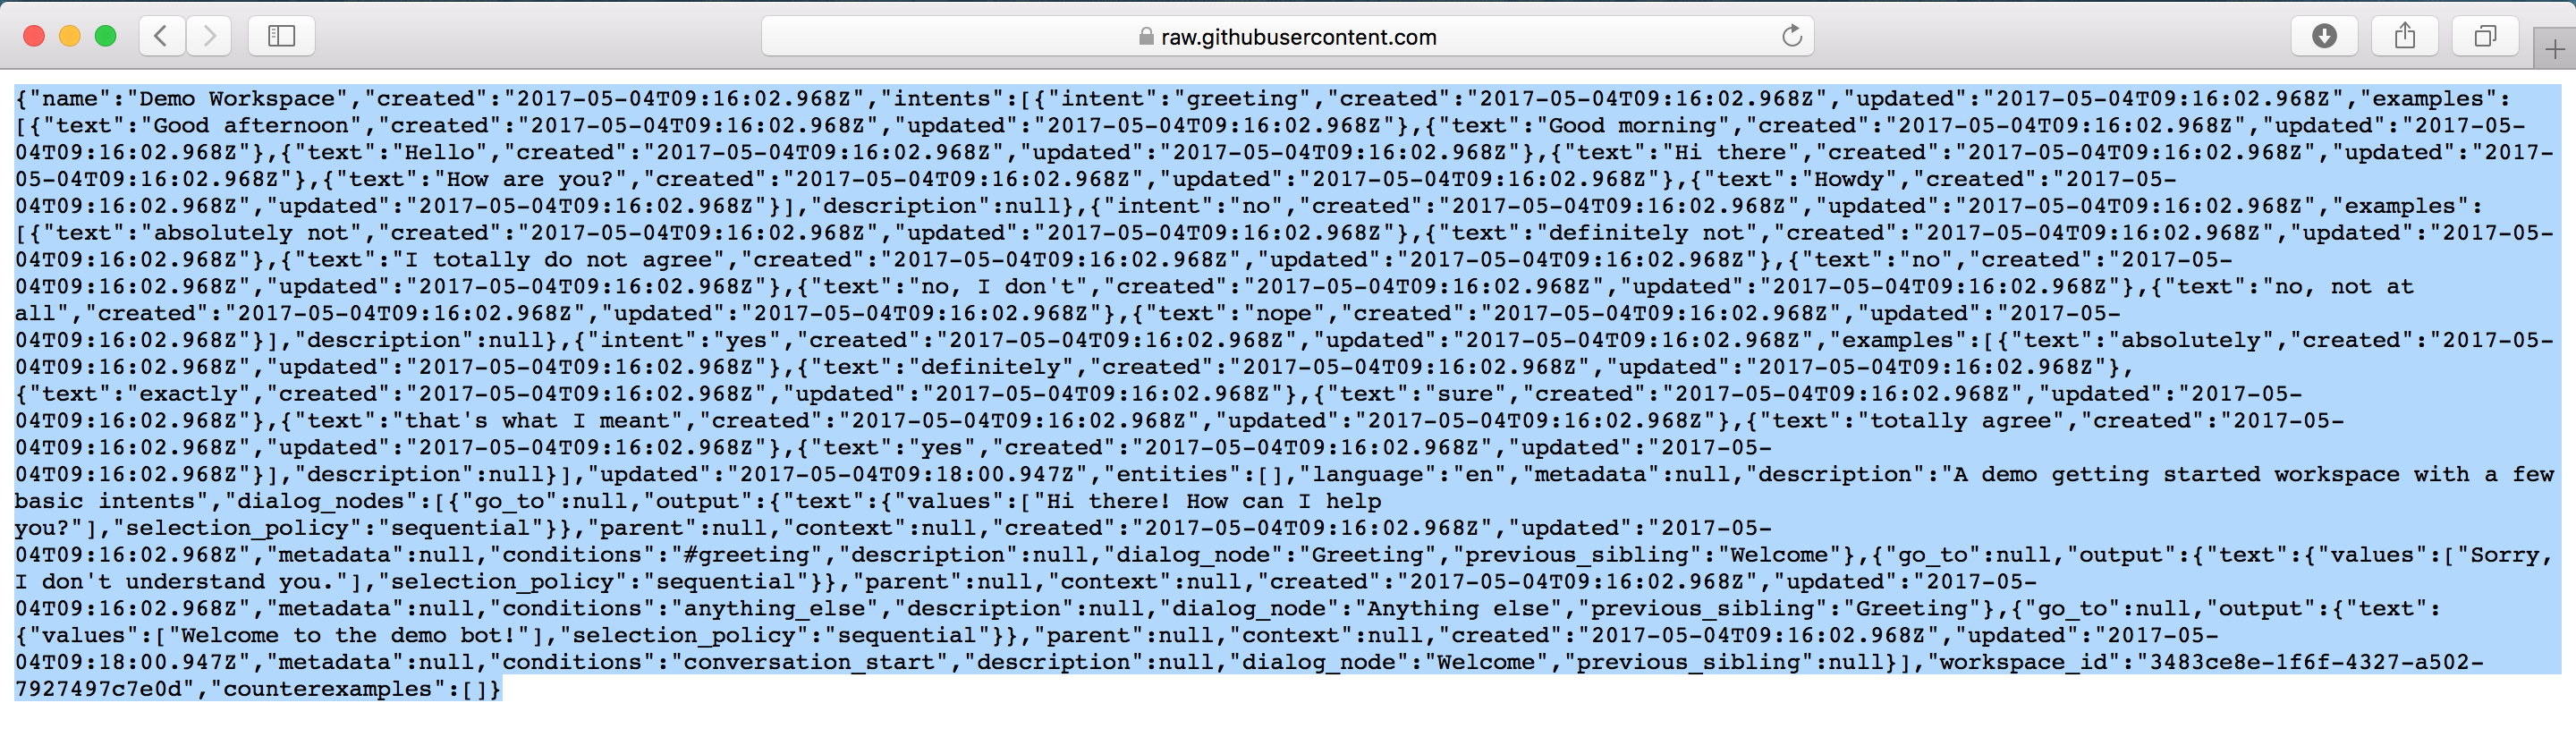 raw.githubusercontent.com
{"name":"Demo Workspace","created":"2017-05-04T09:16:02.968Z","intents":[{"intent":"greeting","created":"2017-05-04T09:16:02.968Z","updated":"2017-05-04T09:16:02.968Z","examples":
[{"text":"Good afternoon","created":"2017-05-04T09:16:02.968Z","updated":"2017-05-04T09:16:02.968Z"},{"text":"Good morning","created":"2017-05-04T09:16:02.968Z","updated":"2017-05-
04T09:16:02.968Z"},{"text":"Hello","created":"2017-05-04T09:16:02.968Z","updated":"2017-05-04T09:16:02.968Z"},{"text":"Hi there","created":"2017-05-04T09:16:02.968Z","updated":"2017-
05-04T09:16:02.968Z"},{"text":"How are you?","created":"2017-05-04T09:16:02.968Z","updated":"2017-05-04T09:16:02.968Z"},{"text":"Howdy","created":"2017-05-
04T09:16:02.968Z","updated":"2017-05-04T09:16:02.968Z"}],"description":null},{"intent":"no","created":"2017-05-04T09:16:02.968Z","updated":"2017-05-04T09:16:02.968Z","examples":
[{"text":"absolutely not","created":"2017-05-04T09:16:02.968Z","updated":"2017-05-04T09:16:02.968Z"},{"text":"definitely not","created":"2017-05-04T09:16:02.968Z","updated":"2017-05-
04T09:16:02.968Z"},{"text":"I totally do not agree","created":"2017-05-04T09:16:02.968Z","updated":"2017-05-04T09:16:02.968Z"},{"text":"no","created":"2017-05-
04T09:16:02.968Z","updated":"2017-05-04T09:16:02.968Z"},{"text":"no, I don't","created":"2017-05-04T09:16:02.968Z","updated":"2017-05-04T09:16:02.968Z"},{"text":"no, not at
all","created":"2017-05-04T09:16:02.968Z","updated":"2017-05-04T09:16:02.968Z"},{"text":"nope","created":"2017-05-04T09:16:02.968Z","updated":"2017-05-
04T09:16:02.968Z"}],"description":null},{"intent":"yes","created":"2017-05-04T09:16:02.968Z","updated":"2017-05-04T09:16:02.968Z","examples":[{"text":"absolutely","created":"2017-05-
04T09:16:02.968Z","updated":"2017-05-04T09:16:02.968Z"},{"text":"definitely","created":"2017-05-04T09:16:02.968Z","updated":"2017-05-04T09:16:02.968Z"},
{"text":"exactly","created":"2017-05-04T09:16:02.968Z","updated":"2017-05-04T09:16:02.968Z"},{"text":"sure","created":"2017-05-04T09:16:02.968Z","updated":"2017-05-
04T09:16:02.968Z"},{"text":"that's what I meant","created":"2017-05-04T09:16:02.968Z","updated":"2017-05-04T09:16:02.968Z"},{"text":"totally agree","created":"2017-05-
04T09:16:02.968Z","updated":"2017-05-04T09:16:02.968Z"},{"text":"yes","created":"2017-05-04T09:16:02.968Z","updated":"2017-05-
04T09:16:02.968Z"}],"description":null}],"updated":"2017-05-04T09:18:00.947Z","entities":[],"language":"en","metadata":null,"description":"A demo getting started workspace with a few
basic intents","dialog_nodes":[{"go_to":null,"output":{"text":{"values":["Hi there! How can I help
you?"],"selection_policy":"sequential"}},"parent":null,"context":null,"created":"2017-05-04T09:16:02.968Z","updated":"2017-05-
04T09:16:02.968Z","metadata":null,"conditions":"#greeting","description":null,"dialog_node":"Greeting","previous_sibling":"Welcome"},{"go_to":null,"output":{"text":{"values":["Sorry,
I don't understand you."],"selection_policy":"sequential"}},"parent":null,"context":null,"created":"2017-05-04T09:16:02.968Z","updated":"2017-05-
04T09:16:02.968Z","metadata":null,"conditions":"anything_else","description":null,"dialog_node":"Anything else","previous_sibling":"Greeting"},{"go_to":null,"output":{"text":
{"values":["Welcome to the demo bot!"],"selection_policy":"sequential"}},"parent":null,"context":null,"created":"2017-05-04T09:16:02.968Z","updated":"2017-05-
04T09:18:00.947Z","metadata":null,"conditions":"conversation_start","description":null,"dialog_node":"Welcome","previous_sibling":null}],"workspace_id":"3483ce8e-1f6f-4327-a502-
7927497c7e0d","counterexamples":[]}